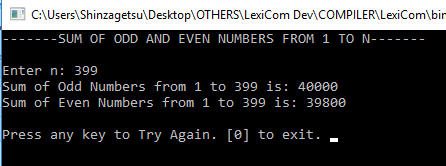 C:\Users\Shinzagetsu\Desktop\OTHERS\LexiCom Dev\COMPILER\LexiCom\bin
-------SUM OF ODD AND EVEN NUMBERS FROM 1 TO N-------
Enter n: 399
Sum of Odd Numbers from 1 to 399 is: 40000
Sum of Even Numbers from 1 to 399 is: 39800
Press any key to Try Again. [0] to exit. _